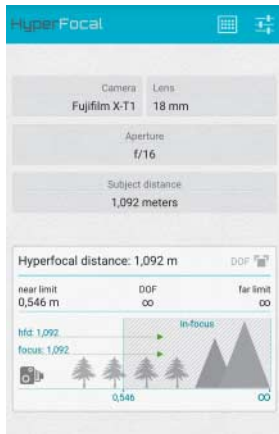 HyperFocal
Camera Lens
Fujifilm X-T1 18 mm
Aperture
f/16
Subject distance
1,092 meters
Hyperfocal distance: 1,092 m DOF
near limit DOF far limit
0,546 m ∞ ∞
in-focus
hfd: 1,092
focus: 1,092
0,546 ∞